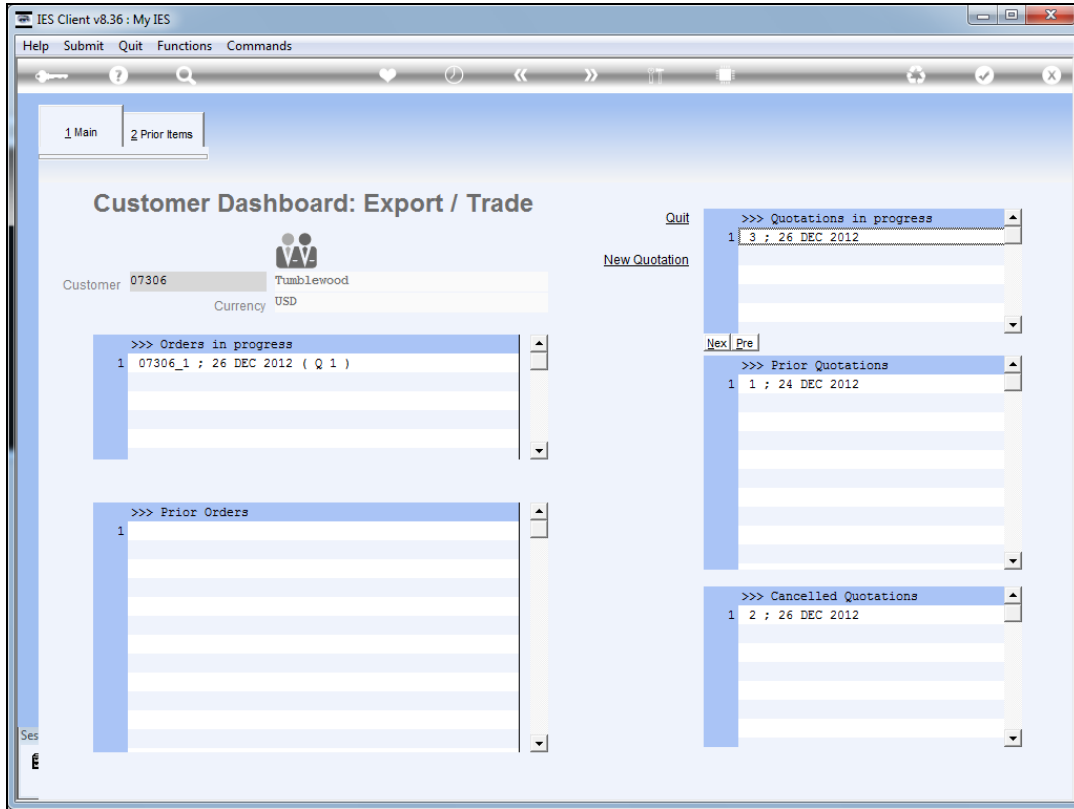 IES Client v8.36 : My IES
Help Submit Quit Functions Commands
1 Main
2 Prior Items
Customer Dashboard: Export / Trade
Customer 07306 Tumblewood
Currency USD
>>> Orders in progress
1 07306_1 ; 26 DEC 2012 ( Q 1 )
>>> Prior Orders
1
Quit
New Quotation
>>> Quotations in progress
1 3 ; 26 DEC 2012
Nex Pre
>>> Prior Quotations
1 1 ; 24 DEC 2012
>>> Cancelled Quotations
1 2 ; 26 DEC 2012
Ses